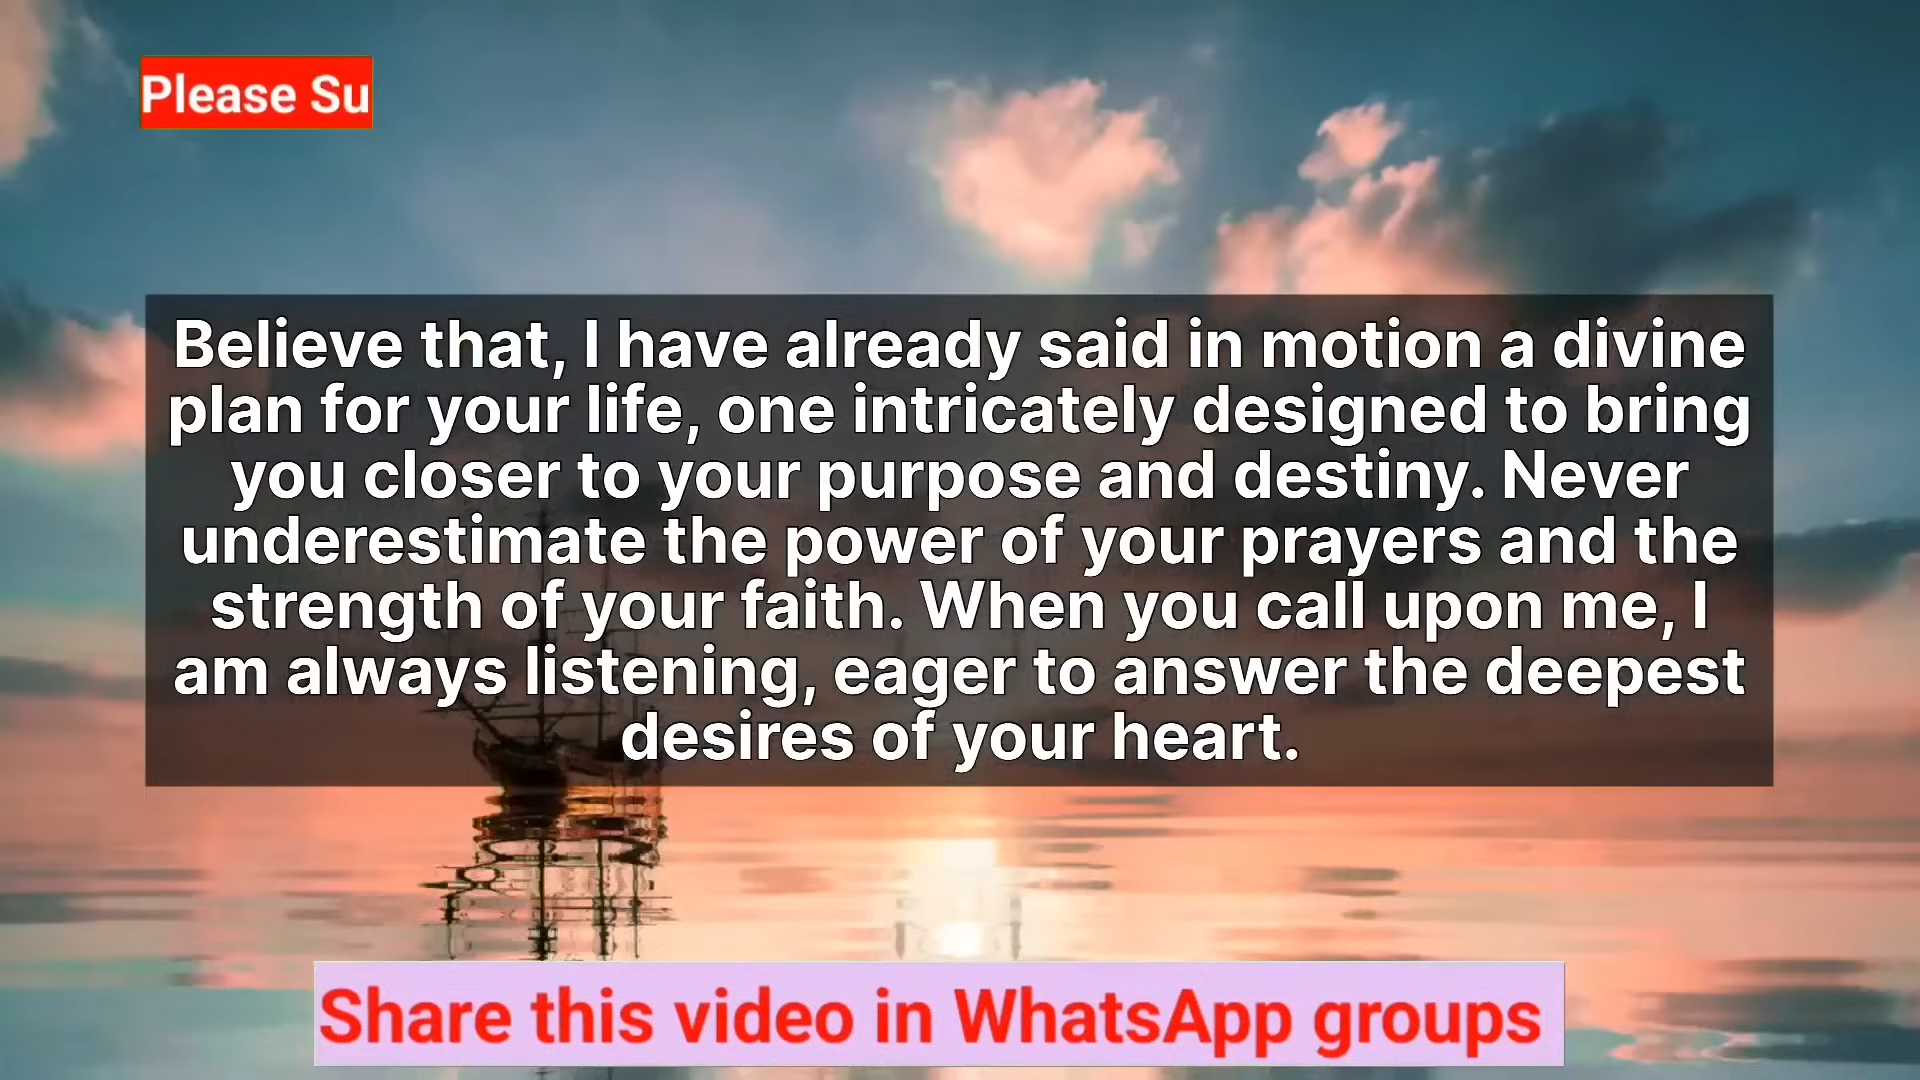 Please Su
Believe that, I have already said in motion a divine
plan for your life, one intricately designed to bring
you closer to your purpose and destiny. Never
underestimate the power of your prayers and the
strength of your faith. When you call upon me, I
am always listening, eager to answer the deepest
desires of your heart.
Share this video in WhatsApp groups